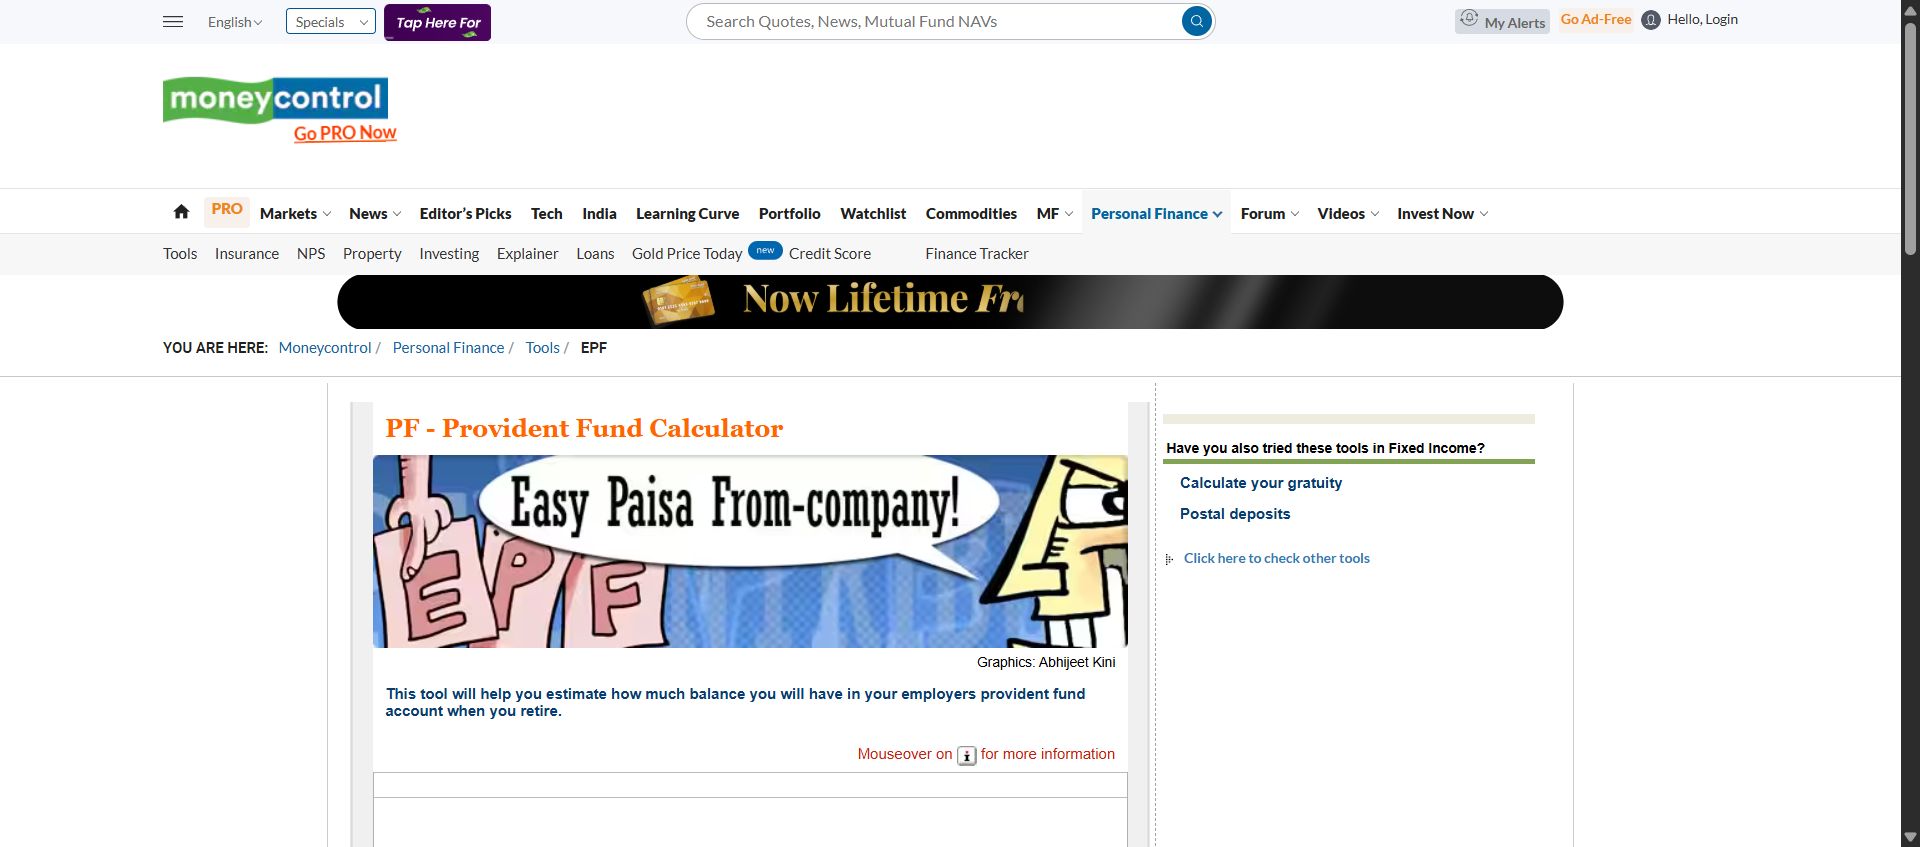 English
Specials
Tap Here For
Search Quotes, News, Mutual Fund NAVs
My Alerts
Go Ad-Free
Hello, Login
moneycontrol
Go PRO Now
PRO Markets News Editor's Picks Tech India Learning Curve Portfolio Watchlist Commodities MF Personal Finance Forum Videos Invest Now
Tools Insurance NPS Property Investing Explainer Loans Gold Price Today new Credit Score Finance Tracker
Now Lifetime
YOU ARE HERE: Moneycontrol / Personal Finance / Tools / EPF
PF - Provident Fund Calculator
Easy Paisa From-company!
EPF
Graphics: Abhijeet Kini
This tool will help you estimate how much balance you will have in your employers provident fund
account when you retire.
Mouseover on i for more information
Have you also tried these tools in Fixed Income?
Calculate your gratuity
Postal deposits
Click here to check other tools